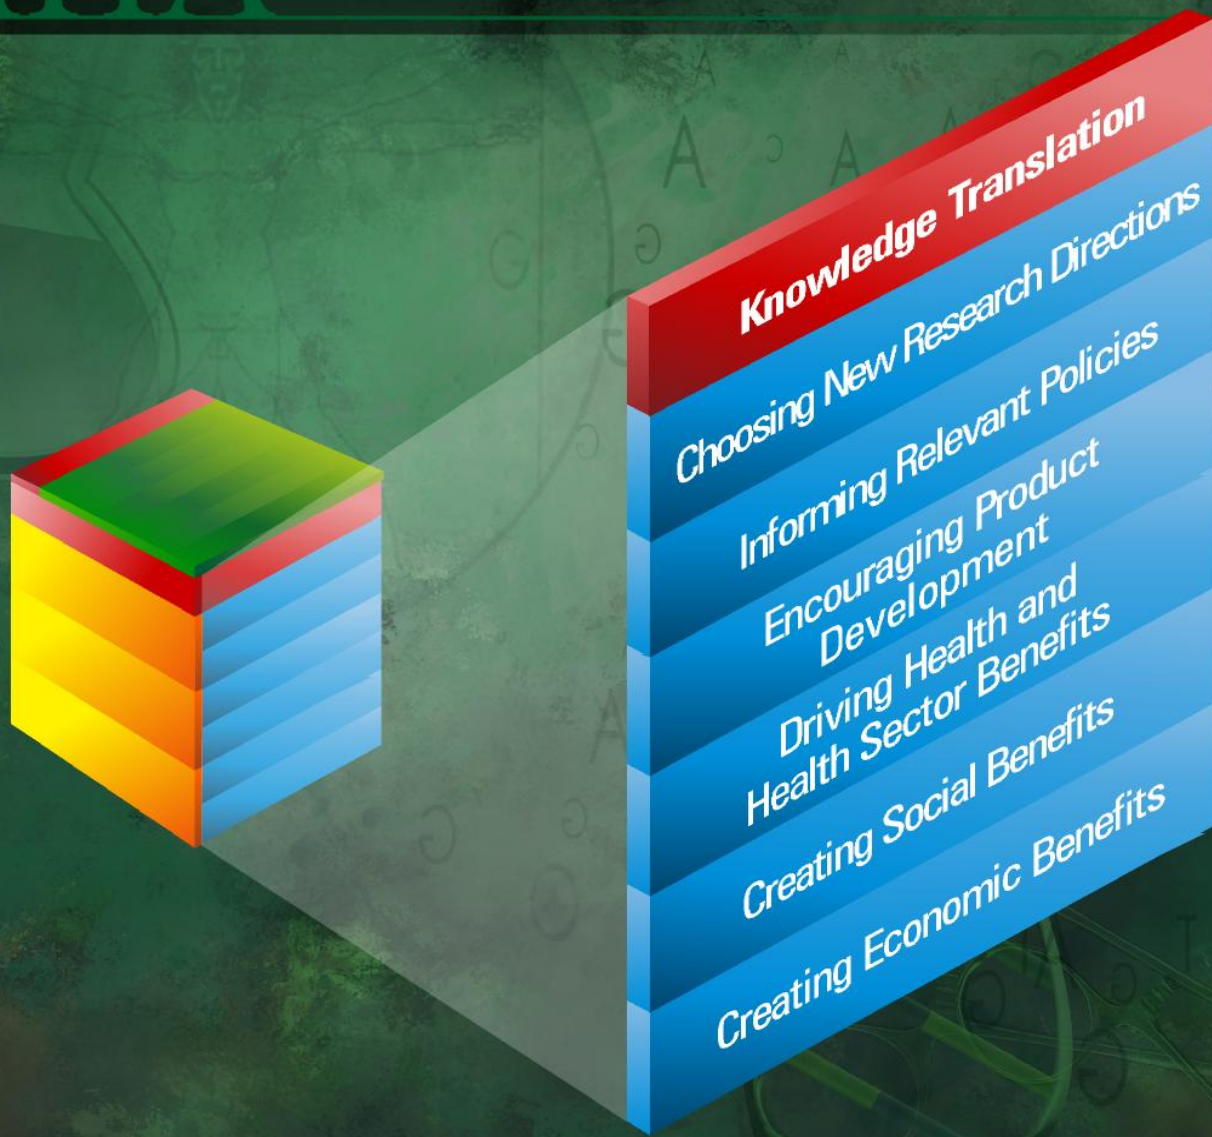 Knowledge Translation
Choosing New Research Directions
Informing Relevant Policies
Encouraging Product
Development
Driving Health and
Health Sector Benefits
Creating Social Benefits
Creating Economic Benefits